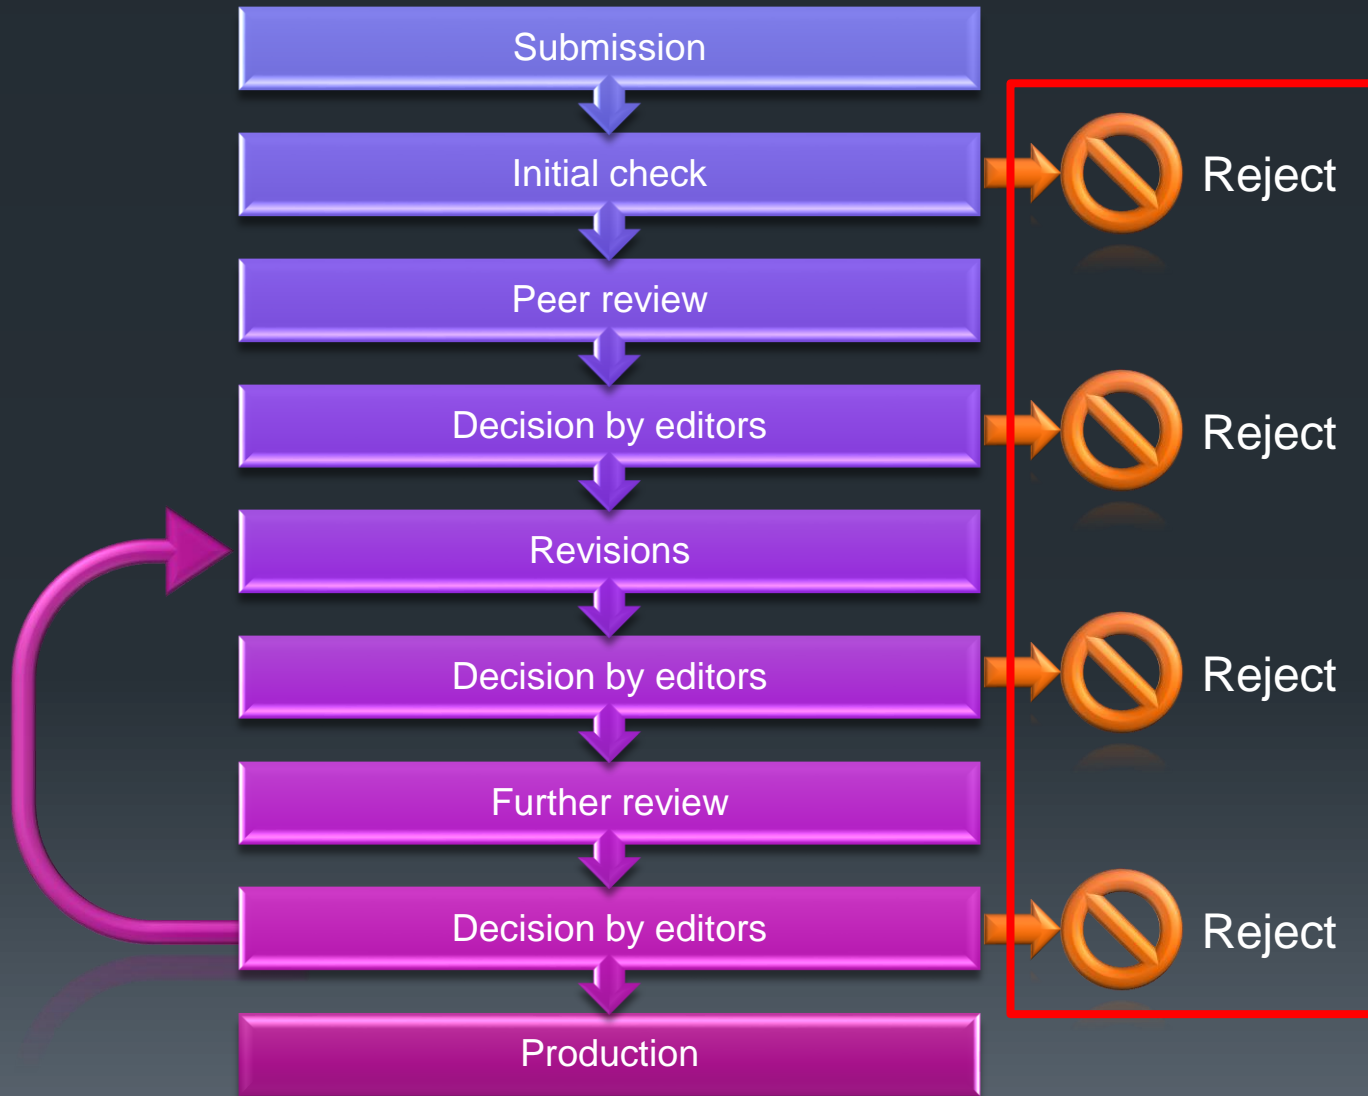 Submission
Initial check
Reject
Peer review
Decision by editors
Reject
Revisions
Decision by editors
Reject
Further review
Decision by editors
Reject
Production